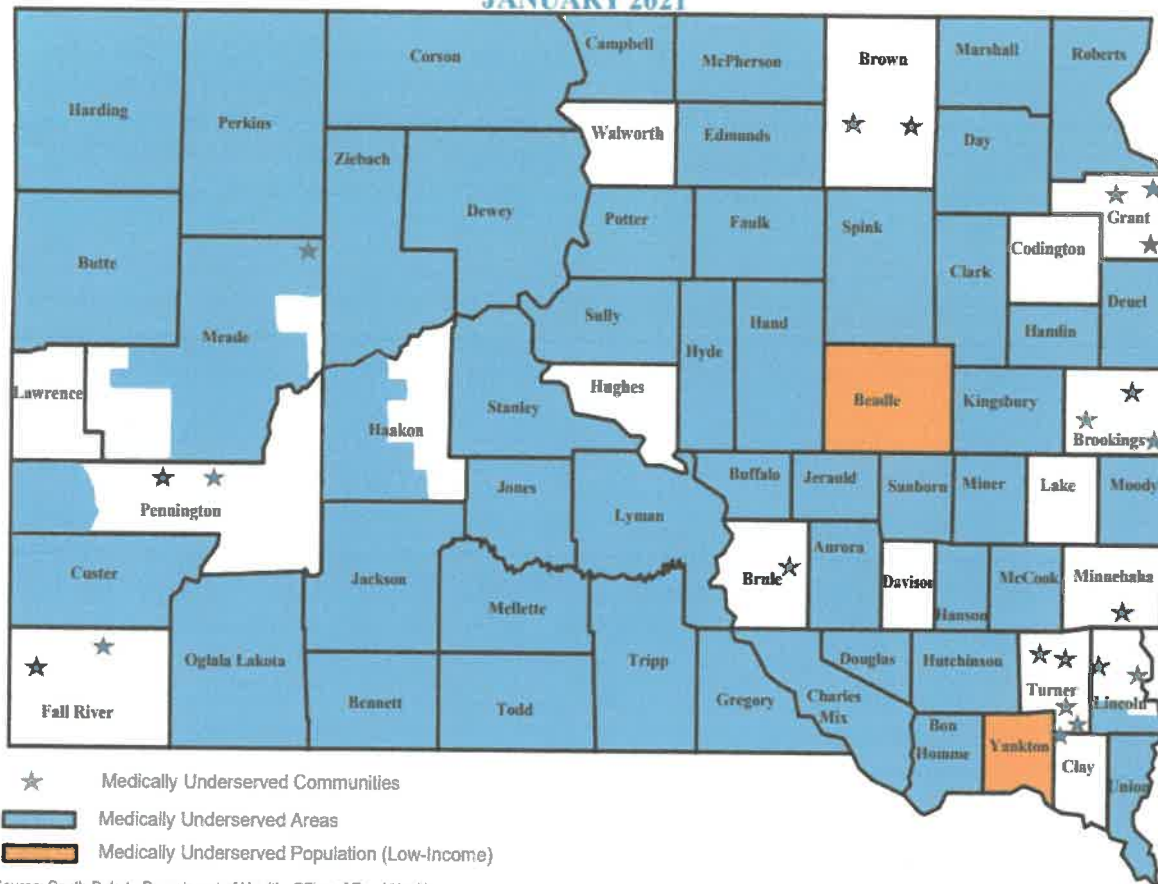 JANUARY 2021
Campbell
Corson
McPherson
Brown
Marshall
Roberts
Harding
Perkins
Walworth
Edmunds
Day
Ziebach
Dewey
Grant
Potter
Faulk
Spink
Codington
Butte
Clark
Deuel
Sully
Hand
Hamlin
Meade
Hyde
Hughes
Lawrence
Stanley
Beadle
Kingsbury
Haakon
Brookings
Buffalo
Jerauld
Sanborn
Miner
Lake
Moody
Jones
Pennington
Lyman
Aurora
Custer
Jackson
Brule
Davison
McCook
Minnehaha
Mellette
Hanson
Oglala Lakota
Tripp
Douglas
Hutchinson
Turner
Fall River
Bennett
Todd
Gregory
Charles
Mix
Lincoln
Bon
Homme
Yankton
Clay
Union
Medically Underserved Communities
Medically Underserved Areas
Medically Underserved Population (Low-Income)